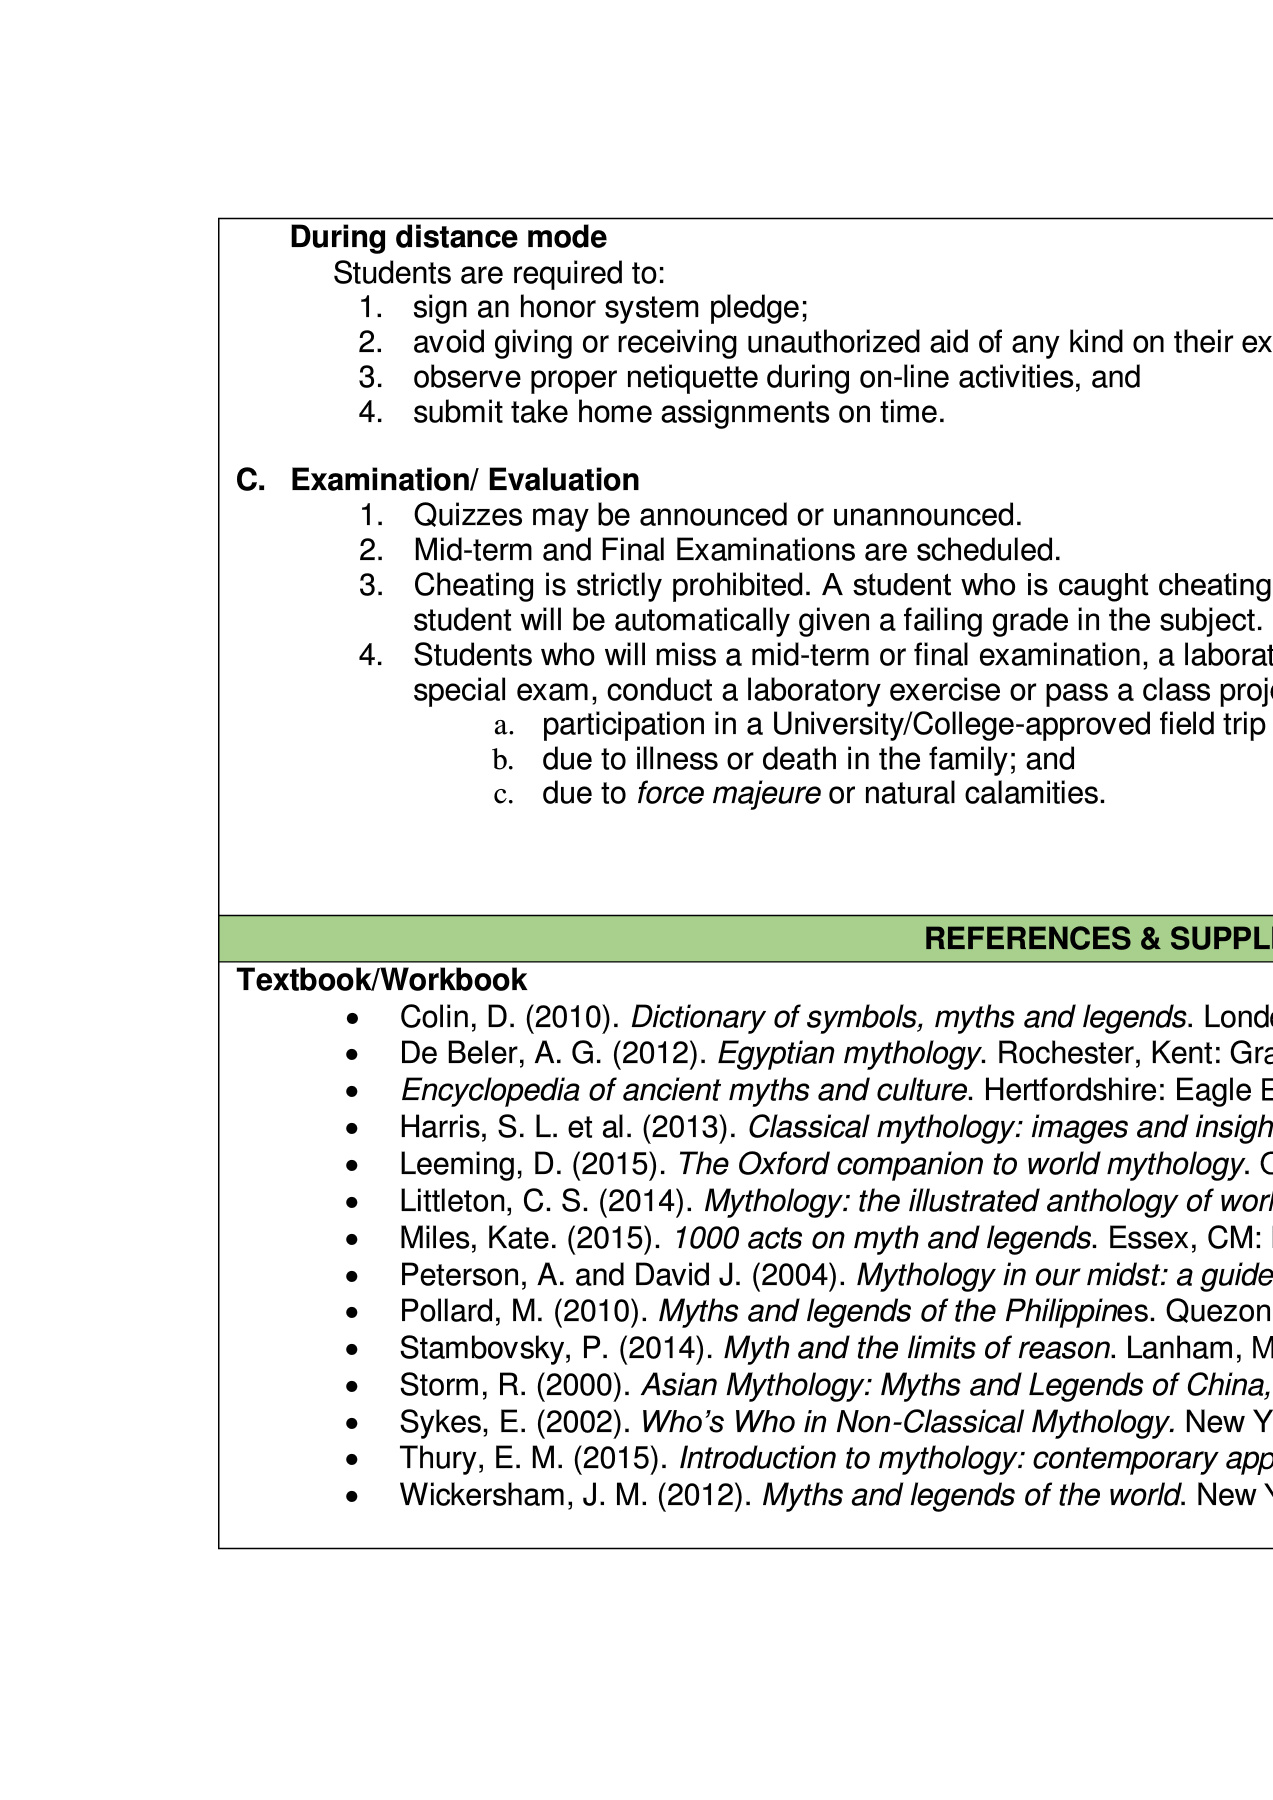 During distance mode
Students are required to:
1. sign an honor system pledge;
2. avoid giving or receiving unauthorized aid of any kind on their ex
3. observe proper netiquette during on-line activities, and
4. submit take home assignments on time.
C. Examination/ Evaluation
1. Quizzes may be announced or unannounced.
2. Mid-term and Final Examinations are scheduled.
3. Cheating is strictly prohibited. A student who is caught cheating
student will be automatically given a failing grade in the subject.
4. Students who will miss a mid-term or final examination, a laborat
special exam, conduct a laboratory exercise or pass a class proje
a. participation in a University/College-approved field trip
b. due to illness or death in the family; and
c. due to force majeure or natural calamities.
REFERENCES & SUPPL
Textbook/Workbook
• Colin, D. (2010). Dictionary of symbols, myths and legends. Londo
• De Beler, A. G. (2012). Egyptian mythology. Rochester, Kent: Gra
• Encyclopedia of ancient myths and culture. Hertfordshire: Eagle E
• Harris, S. L. et al. (2013). Classical mythology: images and insigh
• Leeming, D. (2015). The Oxford companion to world mythology. O
• Littleton, C. S. (2014). Mythology: the illustrated anthology of worl
• Miles, Kate. (2015). 1000 acts on myth and legends. Essex, CM:
• Peterson, A. and David J. (2004). Mythology in our midst: a guide
• Pollard, M. (2010). Myths and legends of the Philippines. Quezon
• Stambovsky, P. (2014). Myth and the limits of reason. Lanham, M
• Storm, R. (2000). Asian Mythology: Myths and Legends of China,
• Sykes, E. (2002). Who's Who in Non-Classical Mythology. New Y
• Thury, E. M. (2015). Introduction to mythology: contemporary app
• Wickersham, J. M. (2012). Myths and legends of the world. New Y